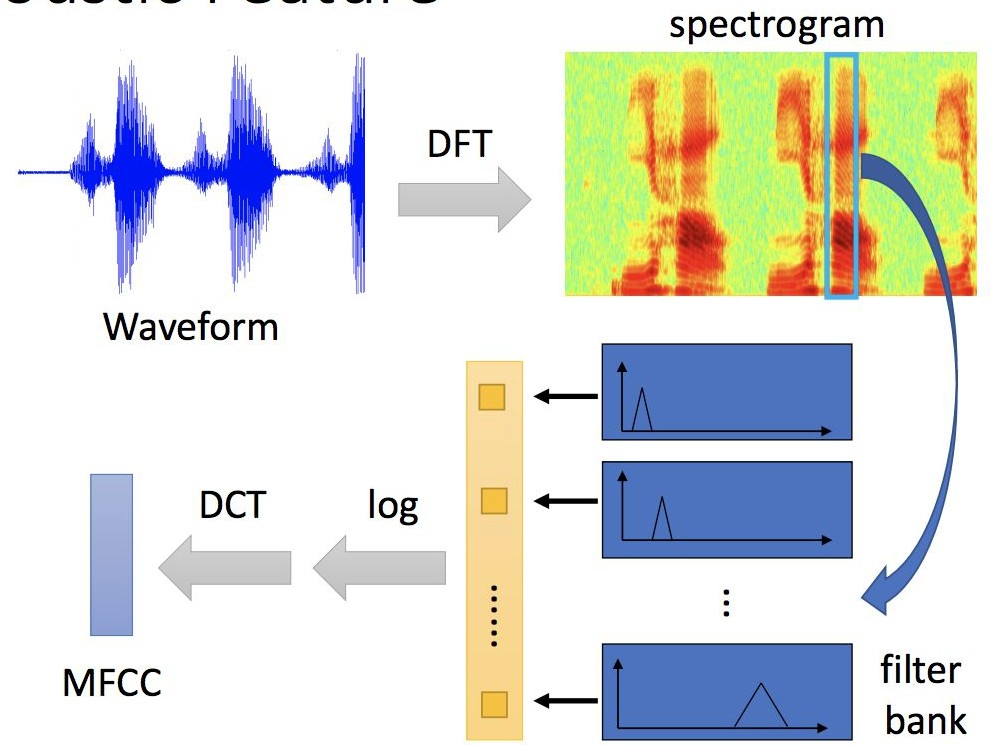 spectrogram
DFT
Waveform
DCT
log
MFCC
filter
bank